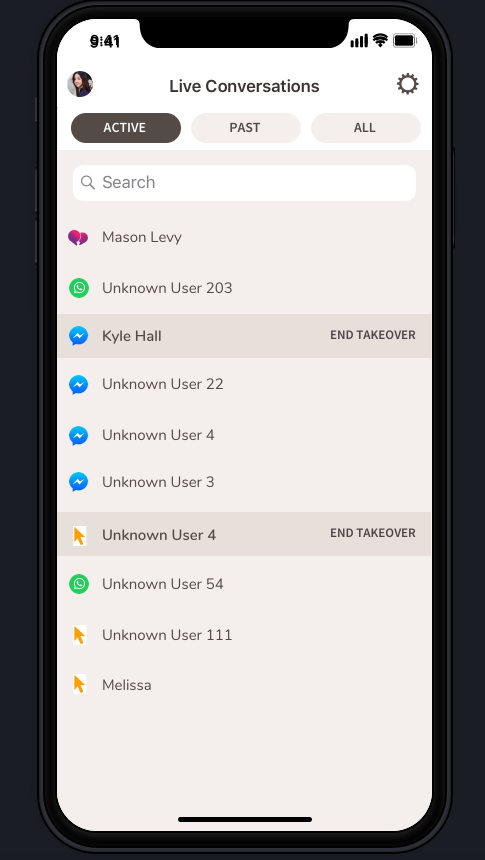 9:41
Live Conversations
ACTIVE PAST ALL
Search
Mason Levy
Unknown User 203
Kyle Hall END TAKEOVER
Unknown User 22
Unknown User 4
Unknown User 3
Unknown User 4 END TAKEOVER
Unknown User 54
Unknown User 111
Melissa